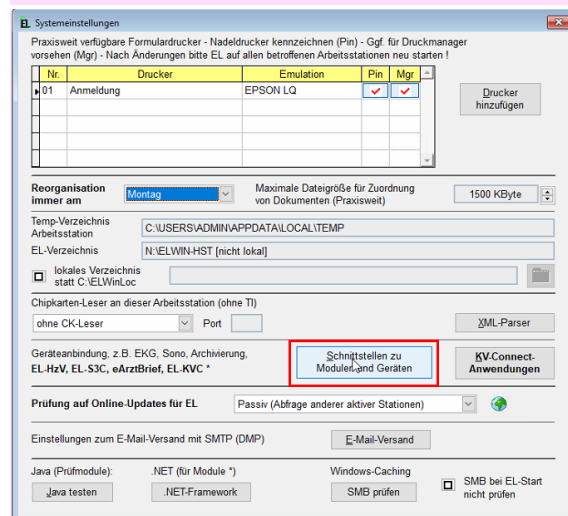 EL Systemeinstellungen
Praxisweit verfügbare Formulardrucker - Nadeldrucker kennzeichnen (Pin) - Ggf. für Druckmanager
vorsehen (Mgr) - Nach Änderungen bitte EL auf allen betroffenen Arbeitsstationen neu starten !
Nr. Drucker Emulation Pin Mgr
01 Anmeldung EPSON LQ
Drucker
hinzufügen
Reorganisation
immer am
Montag
Maximale Dateigröße für Zuordnung
von Dokumenten (Praxisweit)
1500 KByte
Temp-Verzeichnis
Arbeitsstation
C:\USERS\ADMIN\APPDATA\LOCAL\TEMP
EL-Verzeichnis
N:\ELWIN-HST [nicht lokal]
lokales Verzeichnis
statt C:\ELWinLoc
Chipkarten-Leser an dieser Arbeitsstation (ohne TI)
ohne CK-Leser Port XML-Parser
Geräteanbindung, z.B. EKG, Sono, Archivierung,
EL-HzV, EL-S3C, eArztBrief, EL-KVC *
Schnittstellen zu
Modulen und Geräten
KV-Connect-
Anwendungen
Prüfung auf Online-Updates für EL Passiv (Abfrage anderer aktiver Stationen)
Einstellungen zum E-Mail-Versand mit SMTP (DMP) E-Mail-Versand
Java (Prüfmodule): .NET (für Module *) Windows-Caching
Java testen .NET-Framework SMB prüfen
SMB bei EL-Start
nicht prüfen